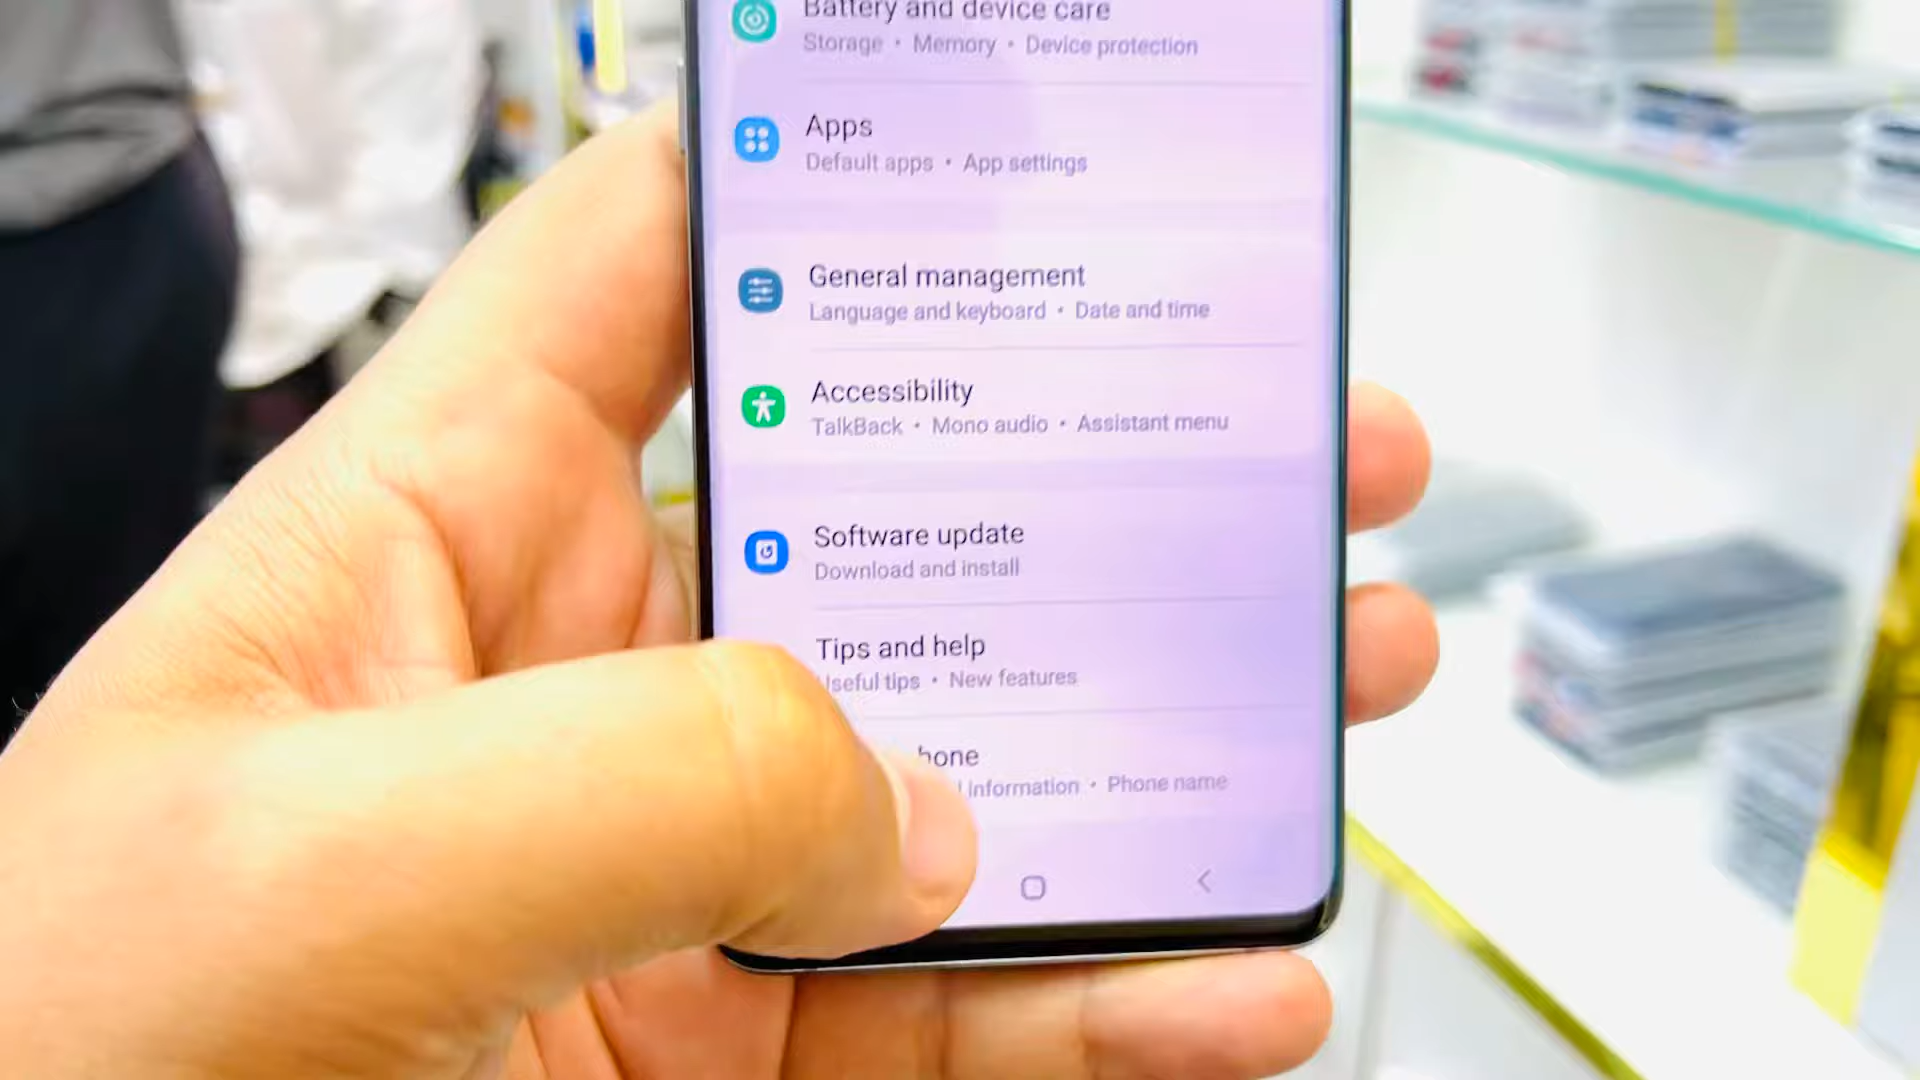 Battery and device care
Storage • Memory • Device protection
Apps
Default apps • App settings
General management
Language and keyboard • Date and time
Accessibility
TalkBack • Mono audio • Assistant menu
Software update
Download and install
Tips and help
Useful tips • New features
hone
information • Phone name